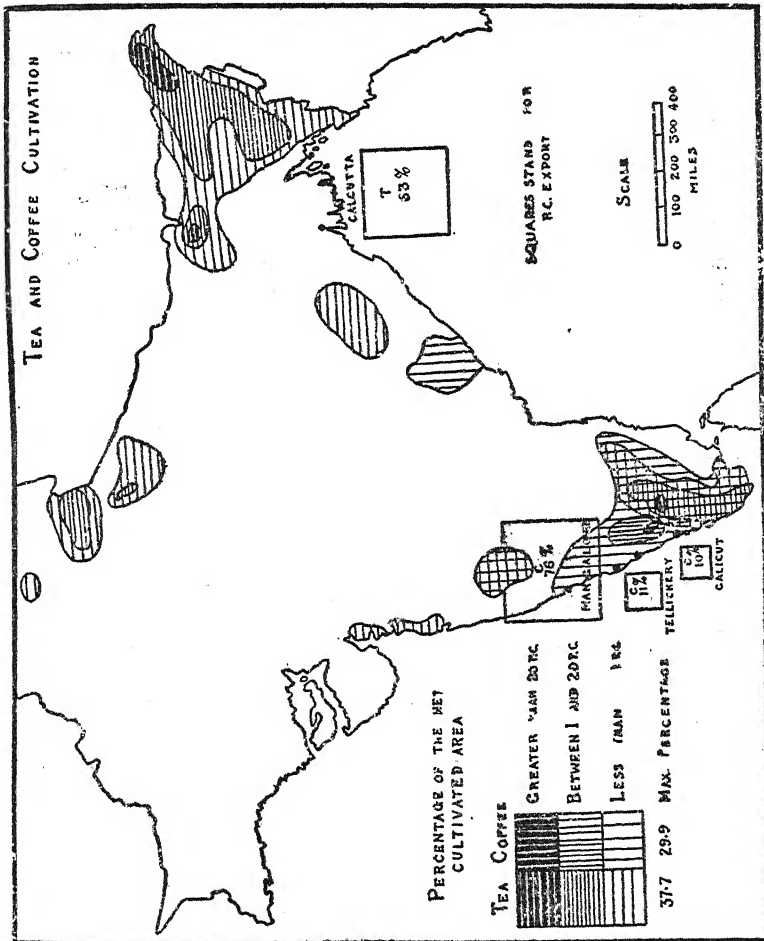 TEA AND COFFEE CULTIVATION
CALCUTTA
T
63%
SQUARES STAND FOR
P.C. EXPORT
SCALE
0 100 200 300 400
MILES
C
76%
C
11%
TELLICHERY
C
10%
CALICUT
PERCENTAGE OF THE NET
CULTIVATED AREA
TEA COFFEE
GREATER THAN 20 P.C.
BETWEEN 1 AND 20 P.C.
LESS THAN 1 P.C.
37.7 29.9 MAX. PERCENTAGE